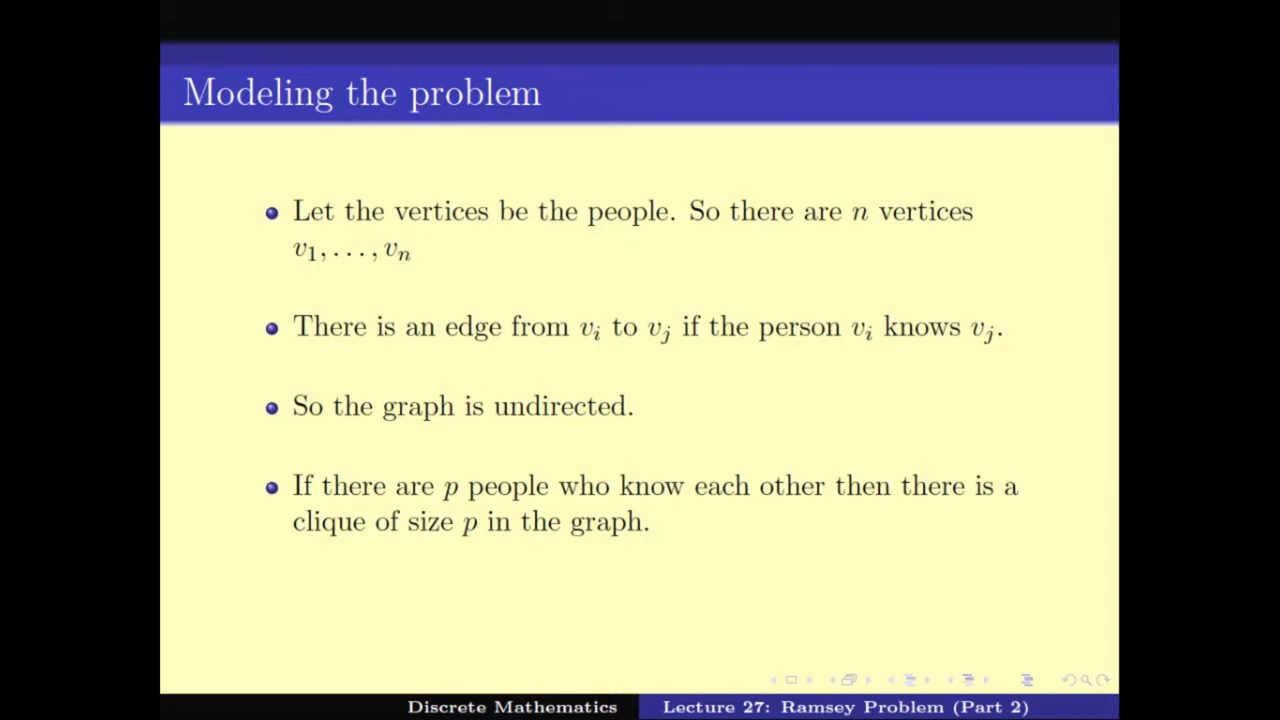 Modeling the problem
Let the vertices be the people. So there are n vertices
v₁, . . . , vₙ
There is an edge from vᵢ to vⱼ if the person vᵢ knows vⱼ.
So the graph is undirected.
If there are p people who know each other then there is a
clique of size p in the graph.
Discrete Mathematics
Lecture 27: Ramsey Problem (Part 2)